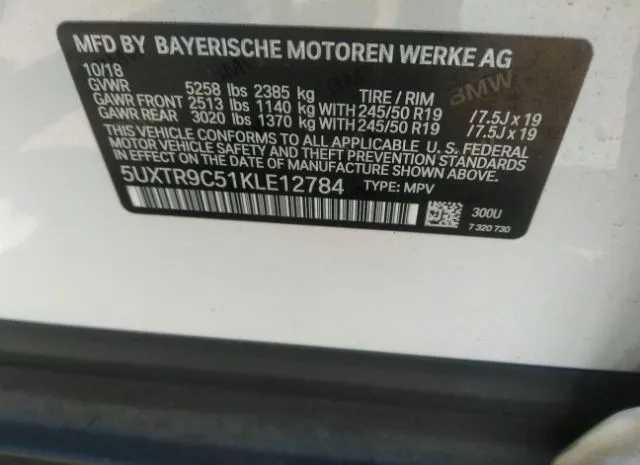 MFD BY BAYERISCHE MOTOREN WERKE AG
10/18
GVWR 5258 lbs 2385 kg TIRE / RIM
GAWR FRONT 2513 lbs 1140 kg WITH 245/50 R19 /7.5J x 19
GAWR REAR 3020 lbs 1370 kg WITH 245/50 R19 /7.5J x 19
THIS VEHICLE CONFORMS TO ALL APPLICABLE U. S. FEDERAL
MOTOR VEHICLE SAFETY, BUMPER, AND THEFT PREVENTION
STANDARDS IN EFFECT ON THE DATE OF MANUFACTURE SHOWN ABOVE.
5UXTR9C51KLE12784 TYPE: MPV
300U
7 320 730
BMW